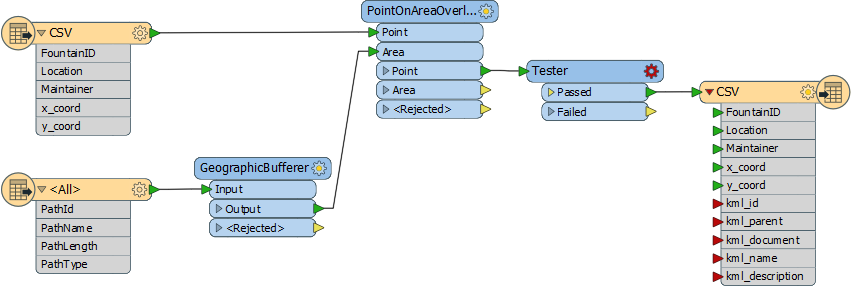 CSV
FountainID
Location
Maintainer
x_coord
y_coord
<All>
PathId
PathName
PathLength
PathType
GeographicBufferer
Input
Output
<Rejected>
PointOnAreaOverl...
Point
Area
Point
Area
<Rejected>
Tester
Passed
Failed
CSV
FountainID
Location
Maintainer
x_coord
y_coord
kml_id
kml_parent
kml_document
kml_name
kml_description